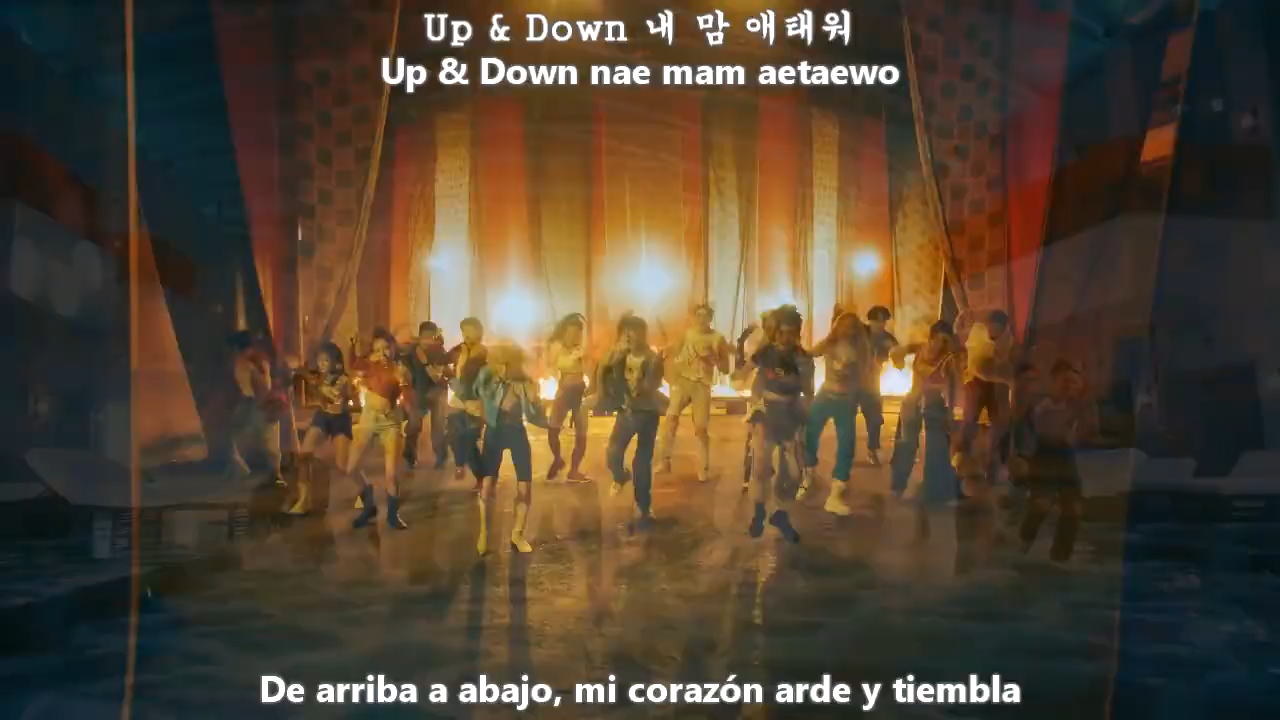 Up & Down 내 맘 애태워
Up & Down nae mam aetaewo
De arriba a abajo, mi corazón arde y tiembla